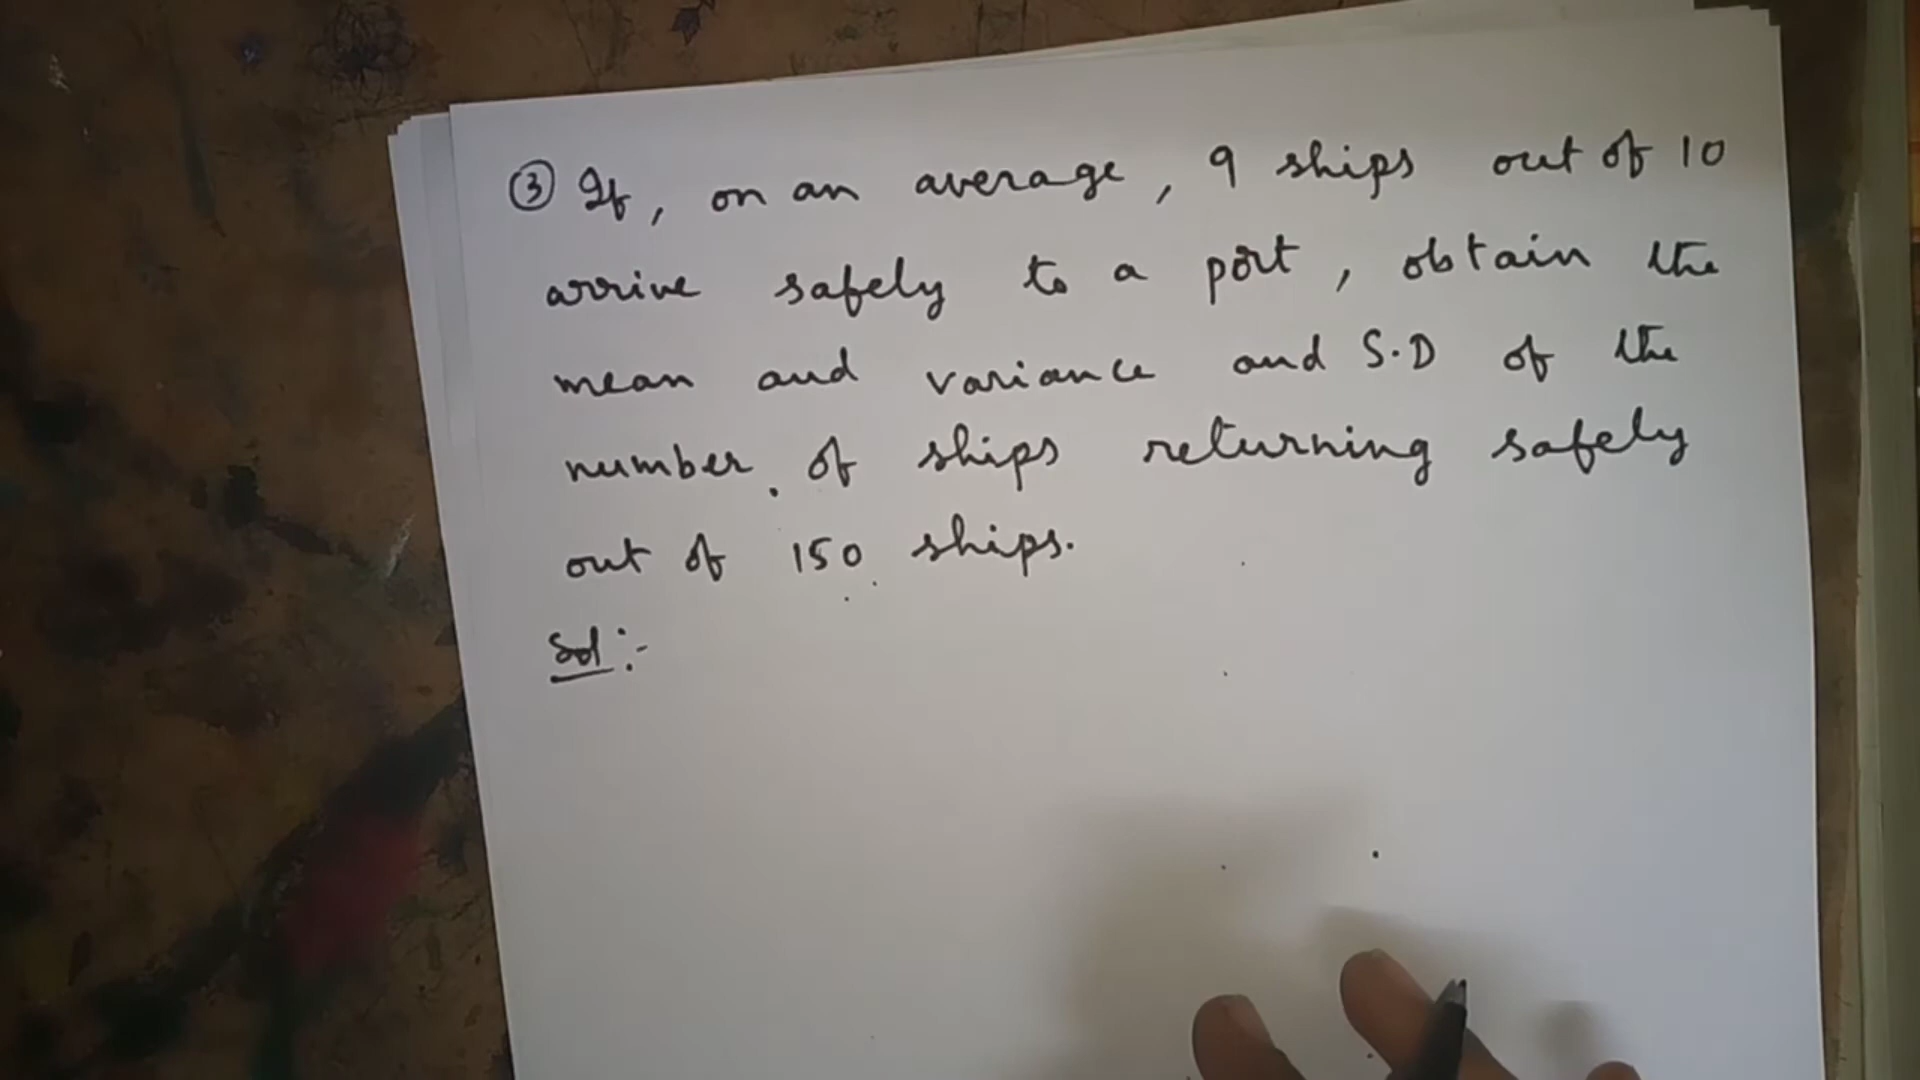 ③ If, on an average, 9 ships out of 10
arrive safely to a port, obtain the
mean and variance and S.D of the
number of ships returning safely
out of 150 ships.
Sol:-